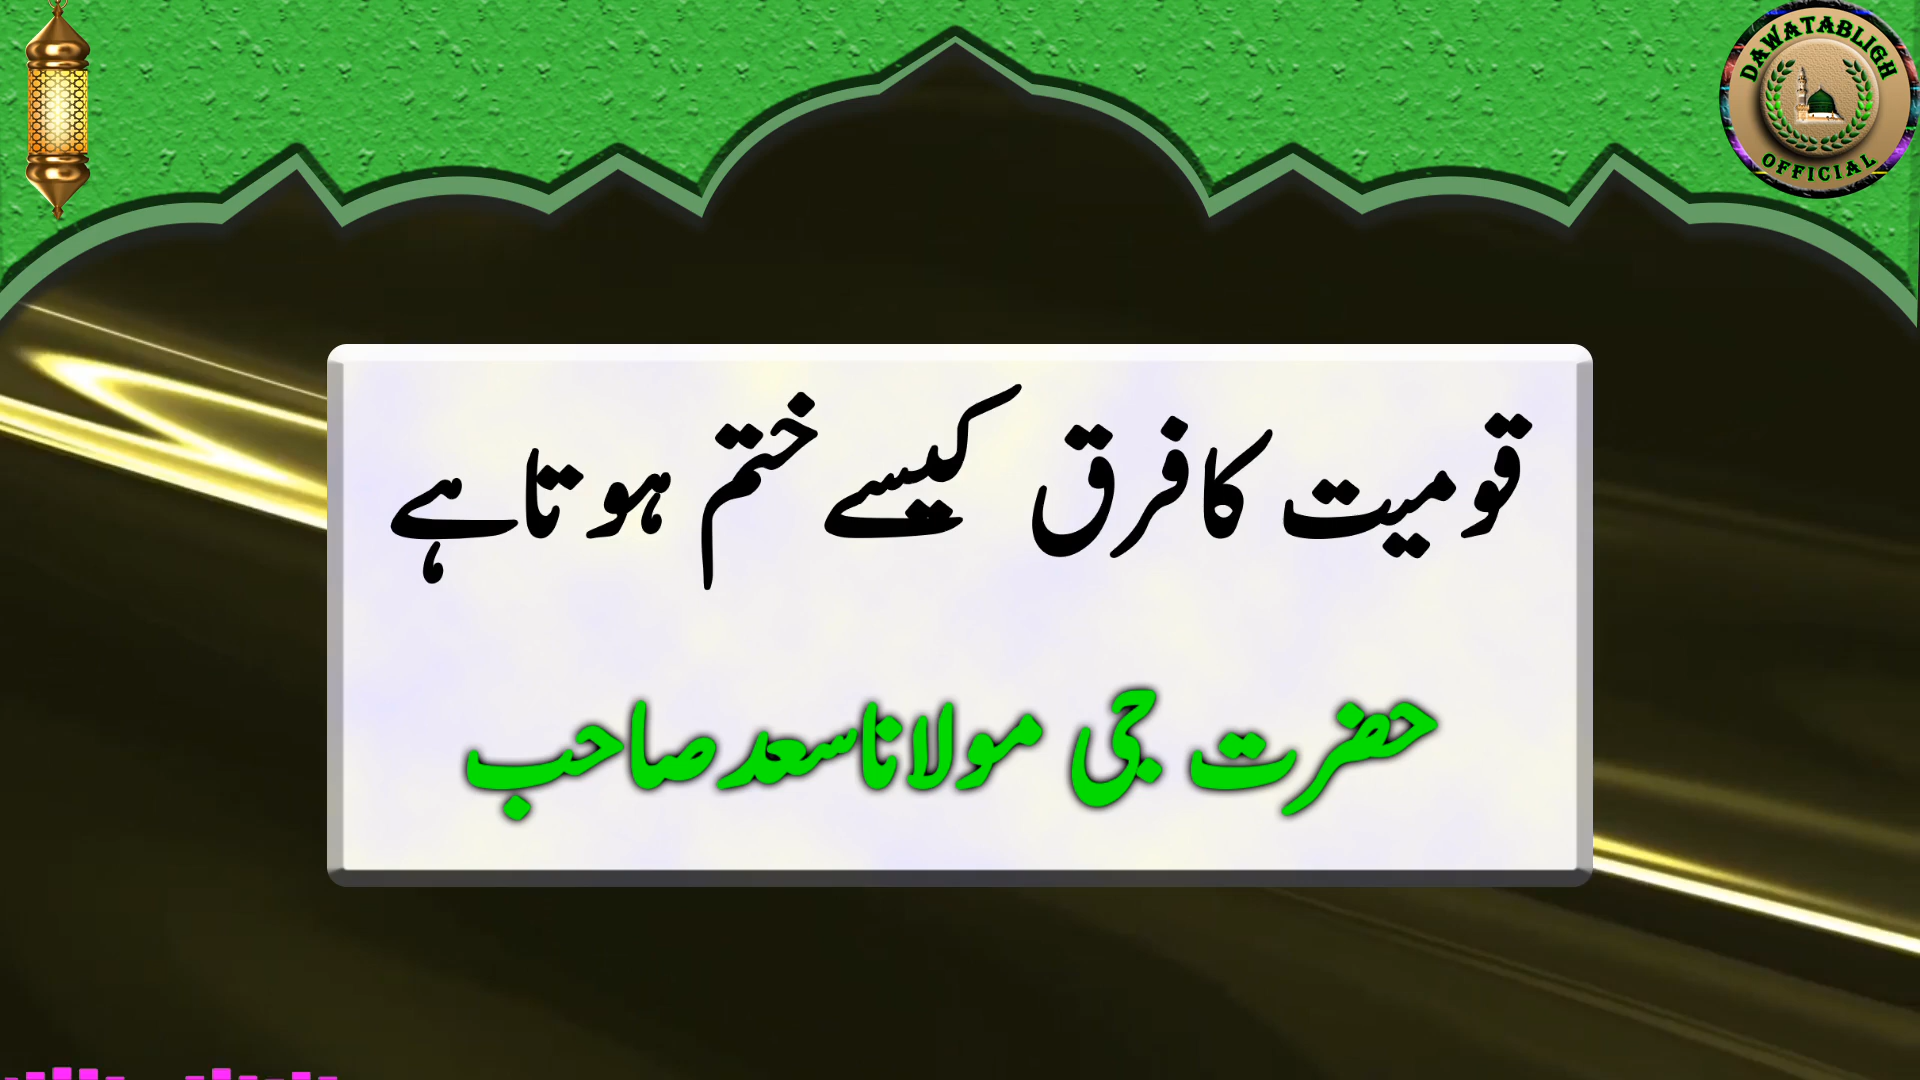 DAWATABLIGH
OFFICIAL
قومیت کا فرق کیسے ختم ہوتا ہے
حضرت جی مولانا سعد صاحب